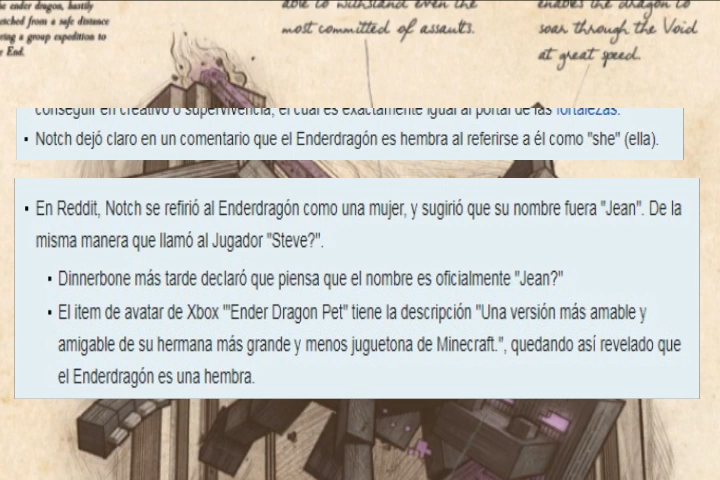 the ender dragon, hastily
sketched from a safe distance
during a group expedition to
the End.
able to withstand even the
most committed of assaults.
enables the dragon to
soar through the Void
at great speed.
conseguir en creativo o supervivencia, el cual es exactamente igual al portal de las fortalezas.
▪ Notch dejó claro en un comentario que el Enderdragón es hembra al referirse a él como "she" (ella).
▪ En Reddit, Notch se refirió al Enderdragón como una mujer, y sugirió que su nombre fuera "Jean". De la
misma manera que llamó al Jugador "Steve?".
▪ Dinnerbone más tarde declaró que piensa que el nombre es oficialmente "Jean?"
▪ El item de avatar de Xbox '"Ender Dragon Pet" tiene la descripción "Una versión más amable y
amigable de su hermana más grande y menos juguetona de Minecraft.", quedando así revelado que
el Enderdragón es una hembra.